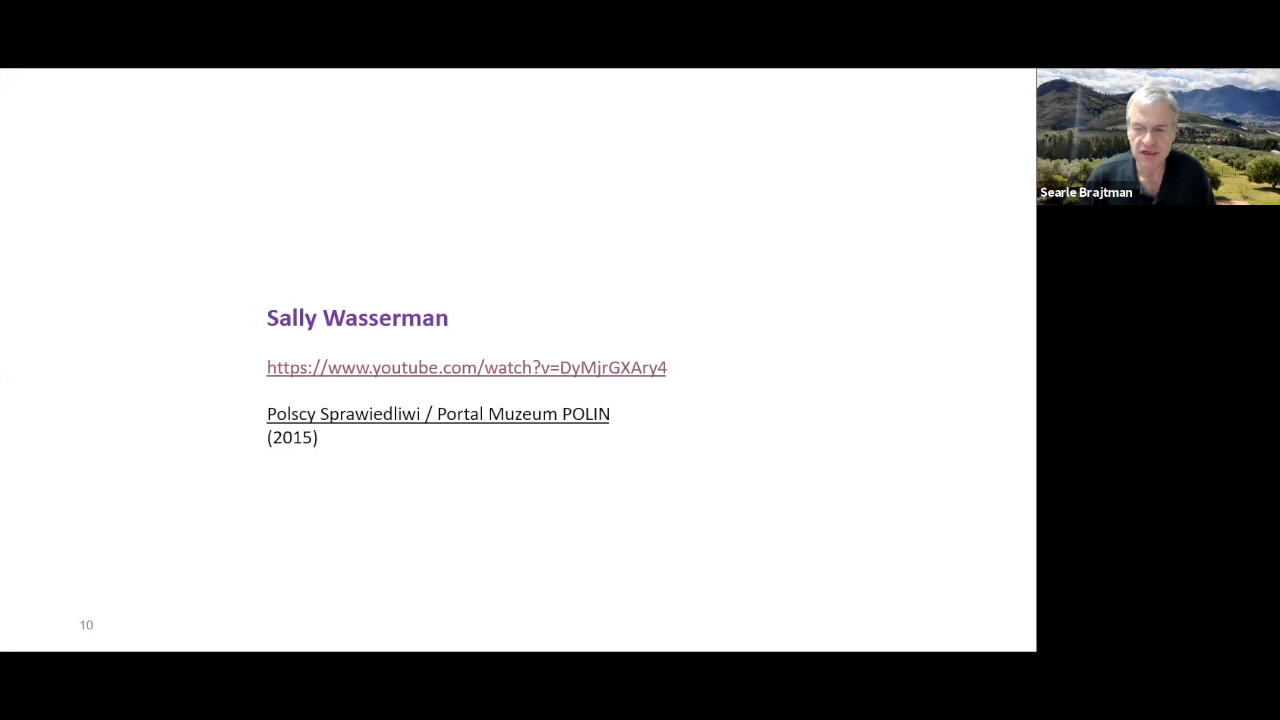 Sally Wasserman
https://www.youtube.com/watch?v=DyMjrGXAry4
Polscy Sprawiedliwi / Portal Muzeum POLIN
(2015)
10
Searle Brajtman